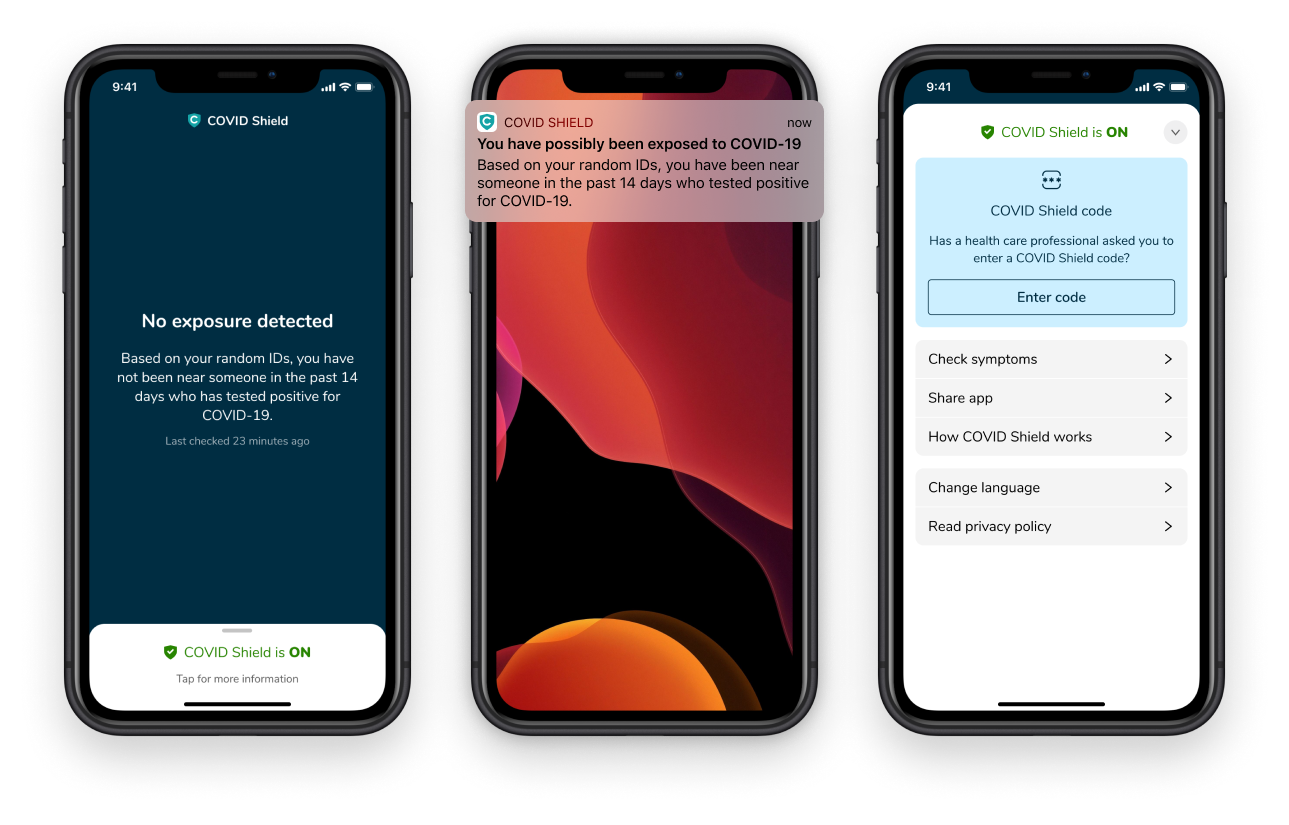 9:41
COVID Shield
No exposure detected
Based on your random IDs, you have
not been near someone in the past 14
days who has tested positive for
COVID-19.
Last checked 23 minutes ago
COVID Shield is ON
Tap for more information
COVID SHIELD
now
You have possibly been exposed to COVID-19
Based on your random IDs, you have been near
someone in the past 14 days who tested positive
for COVID-19.
9:41
COVID Shield is ON
COVID Shield code
Has a health care professional asked you to
enter a COVID Shield code?
Enter code
Check symptoms
Share app
How COVID Shield works
Change language
Read privacy policy